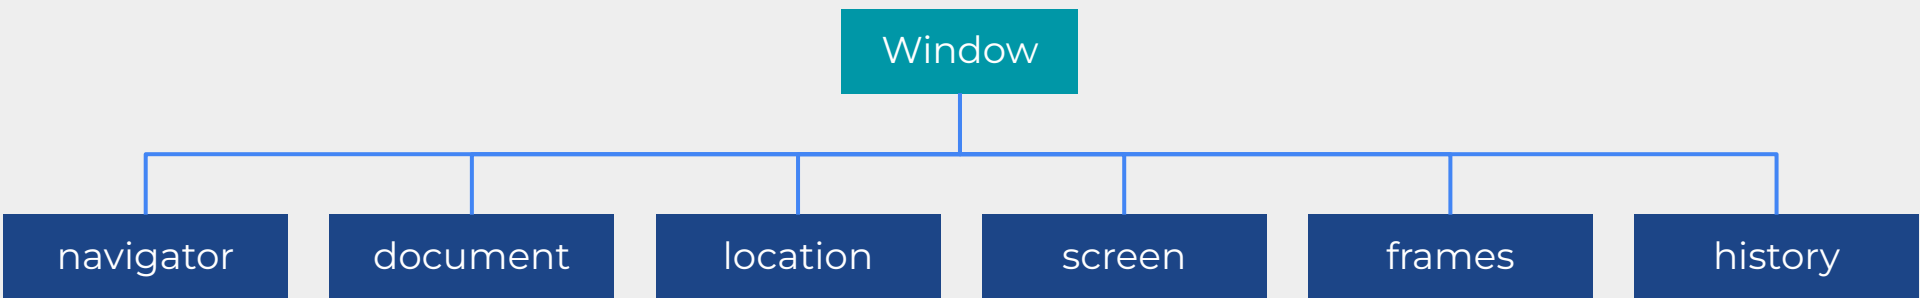 Window
navigator
document
location
screen
frames
history